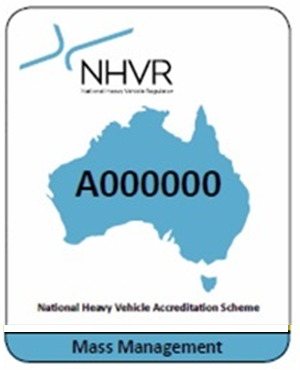 NHVR
National Heavy Vehicle Regulator
A000000
National Heavy Vehicle Accreditation Scheme
Mass Management